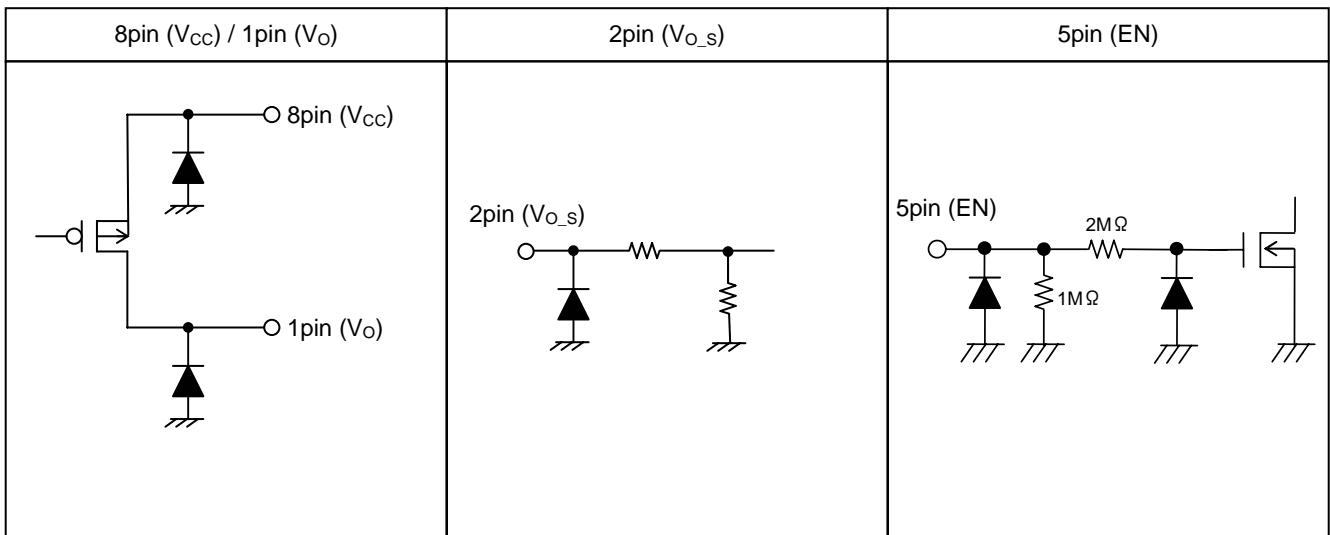 8pin (VCC) / 1pin (VO)
2pin (VO_S)
5pin (EN)
8pin (VCC)
1pin (VO)
2pin (VO_S)
5pin (EN)
2MΩ
1MΩ